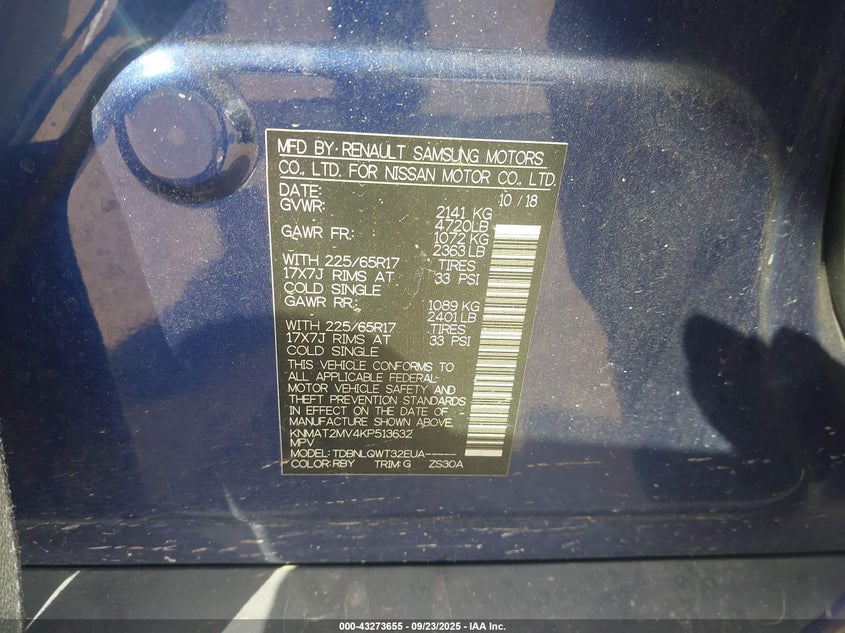 MFD BY: RENAULT SAMSUNG MOTORS
CO., LTD. FOR NISSAN MOTOR CO., LTD.
DATE: 10 / 18
GVWR: 2141 KG
4720LB
GAWR FR: 1072 KG
2363 LB
WITH 225/65R17 TIRES
17X7J RIMS AT 33 PSI
COLD SINGLE
GAWR RR: 1089 KG
2401 LB
WITH 225/65R17 TIRES
17X7J RIMS AT 33 PSI
COLD SINGLE
THIS VEHICLE CONFORMS TO
ALL APPLICABLE FEDERAL
MOTOR VEHICLE SAFETY AND
THEFT PREVENTION STANDARDS
IN EFFECT ON THE DATE OF
MANUFACTURE SHOWN ABOVE.
KNMAT2MV4KP513632
MPV
MODEL: TDBNLQWT32EUA-----
COLOR:RBY TRIM:G ZS30A
000-43273655 - 09/23/2025 - IAA Inc.